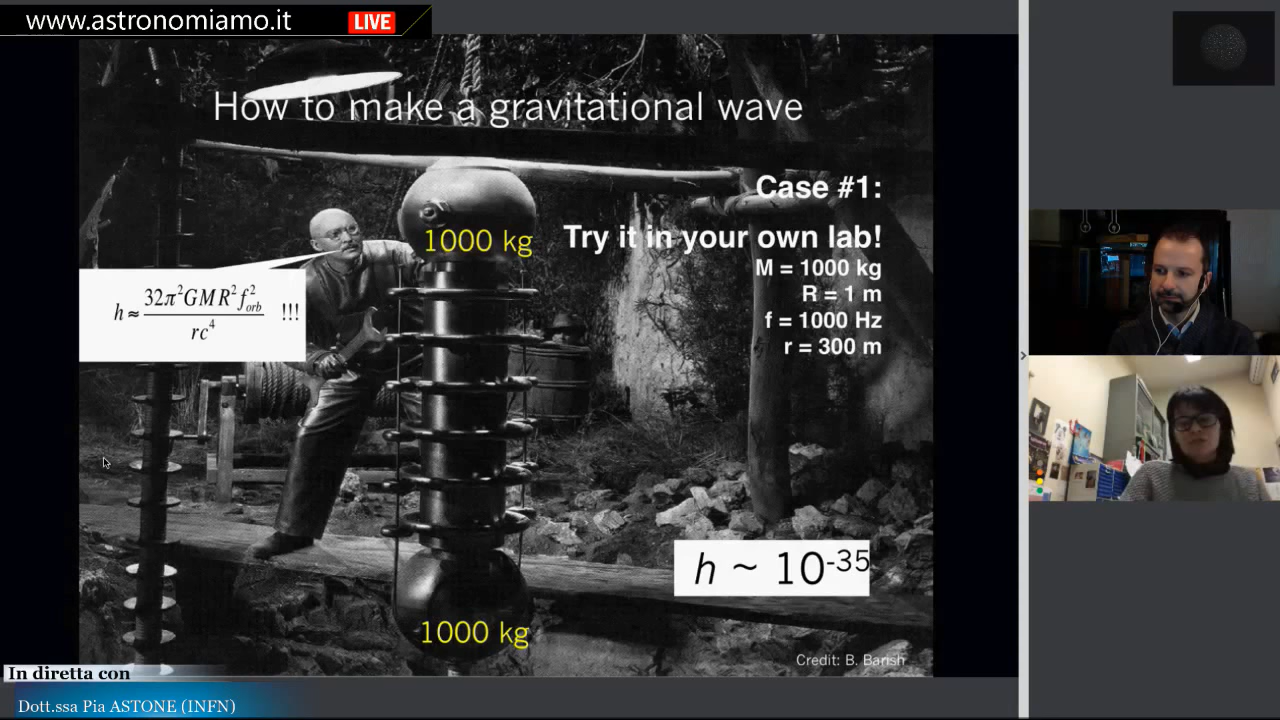 www.astronomiamo.it LIVE
How to make a gravitational wave
Case #1:
Try it in your own lab!
M = 1000 kg
R = 1 m
f = 1000 Hz
r = 300 m
1000 kg
h ≈ 32π²GMR²f²orb / rc⁴ !!!
h ~ 10⁻³⁵
1000 kg
Credit: B. Barish
In diretta con
Dott.ssa Pia ASTONE (INFN)